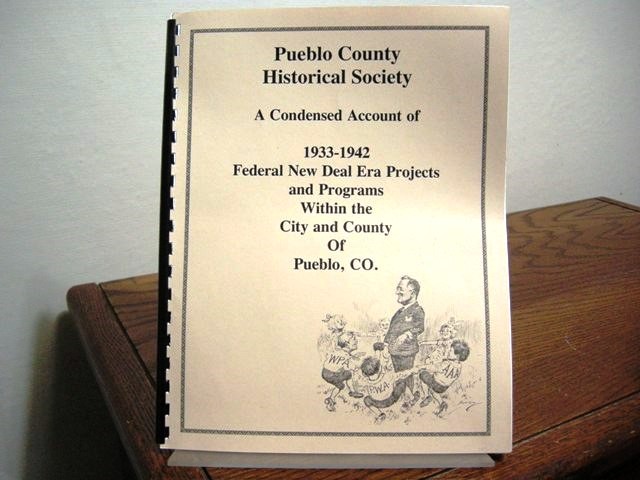 Pueblo County
Historical Society
A Condensed Account of
1933-1942
Federal New Deal Era Projects
and Programs
Within the
City and County
Of
Pueblo, CO.
WPA
PWA
AAA